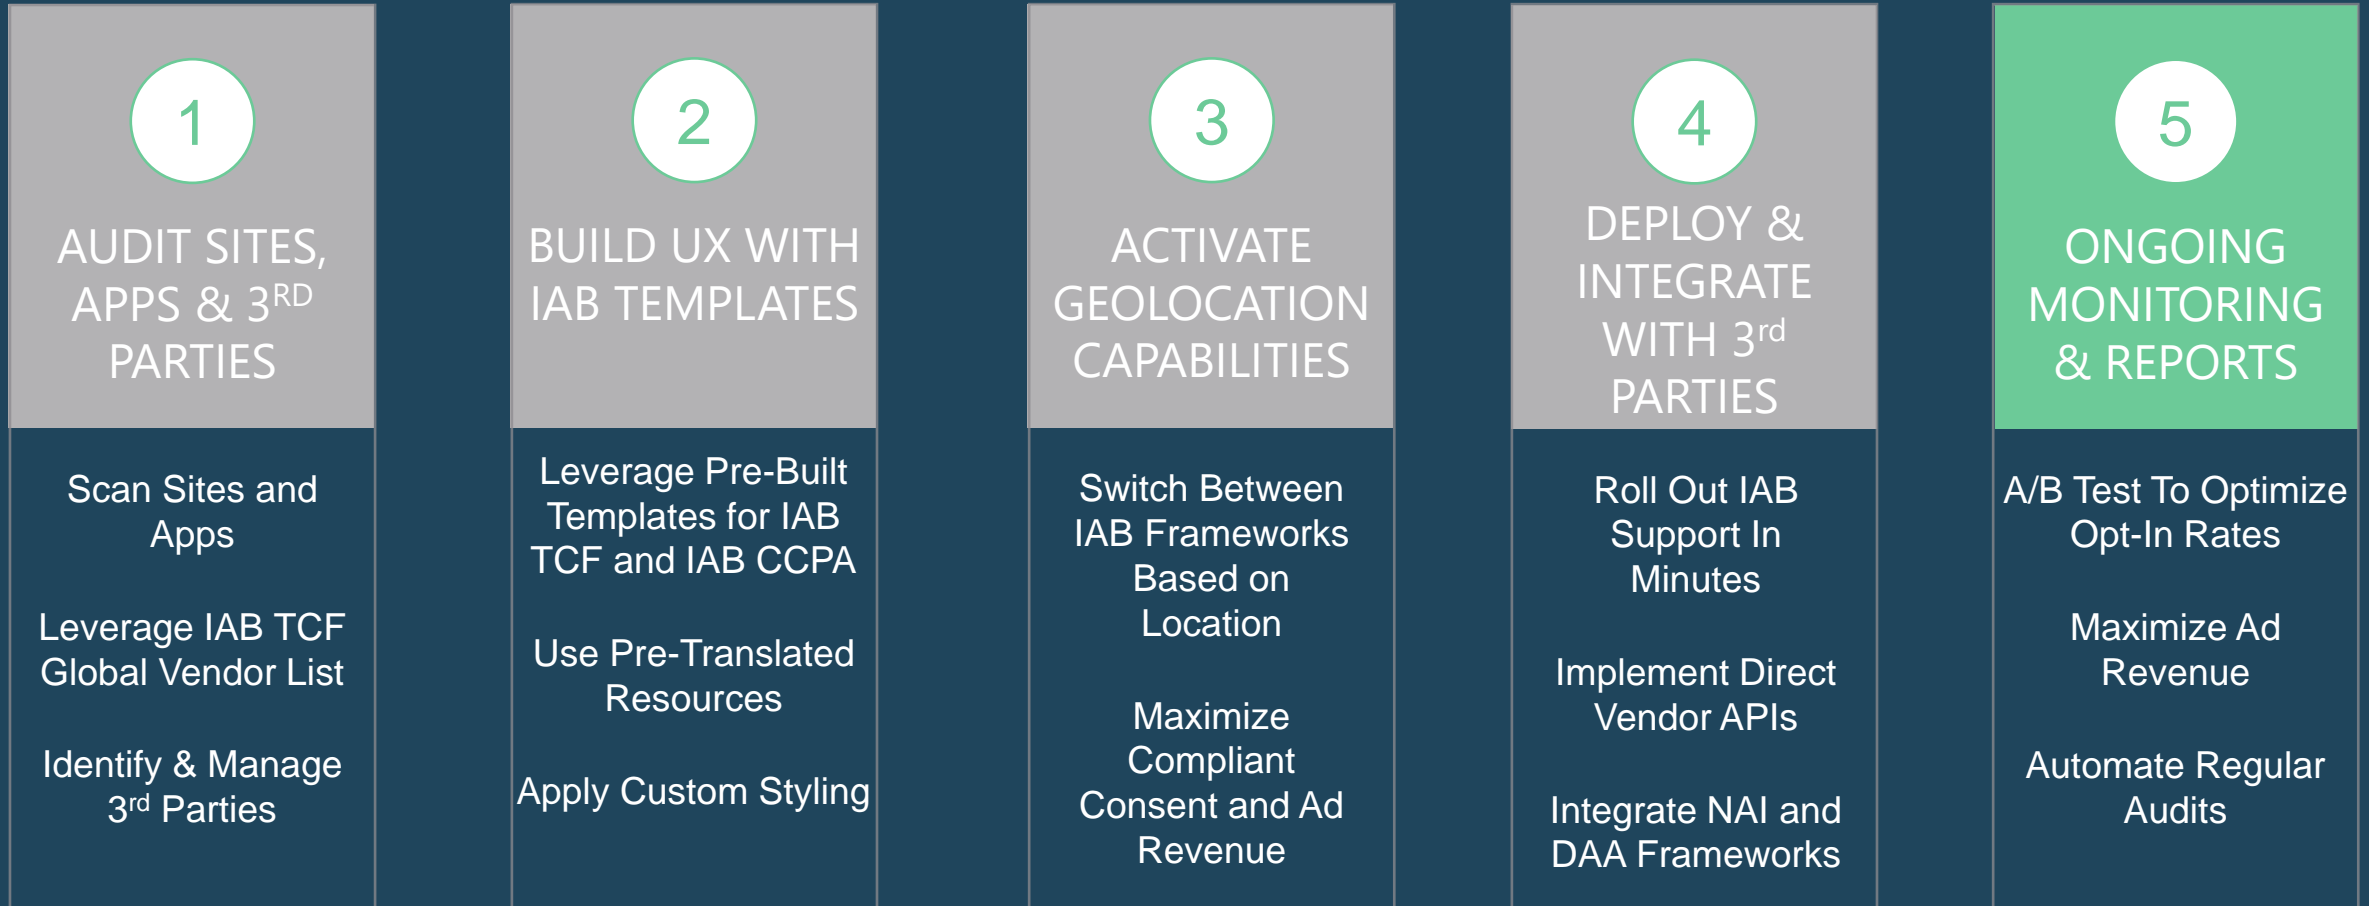 1
AUDIT SITES,
APPS & 3RD
PARTIES
Scan Sites and
Apps
Leverage IAB TCF
Global Vendor List
Identify & Manage
3rd Parties
2
BUILD UX WITH
IAB TEMPLATES
Leverage Pre-Built
Templates for IAB
TCF and IAB CCPA
Use Pre-Translated
Resources
Apply Custom Styling
3
ACTIVATE
GEOLOCATION
CAPABILITIES
Switch Between
IAB Frameworks
Based on
Location
Maximize
Compliant
Consent and Ad
Revenue
4
DEPLOY &
INTEGRATE
WITH 3rd
PARTIES
Roll Out IAB
Support In
Minutes
Implement Direct
Vendor APIs
Integrate NAI and
DAA Frameworks
5
ONGOING
MONITORING
& REPORTS
A/B Test To Optimize
Opt-In Rates
Maximize Ad
Revenue
Automate Regular
Audits